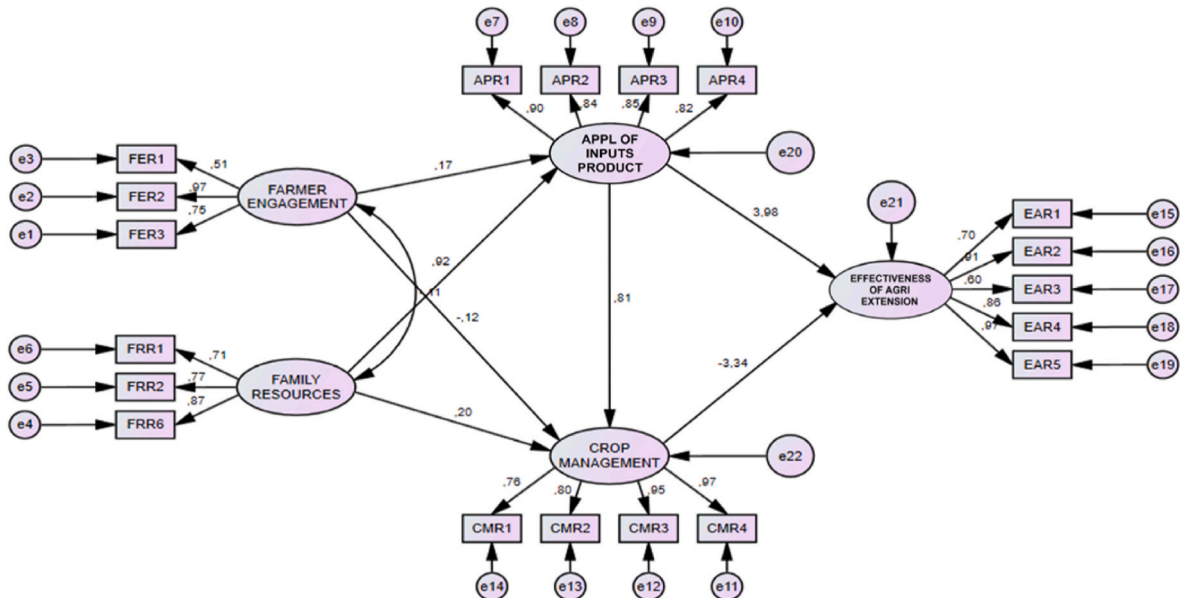 e7
e8
e9
e10
APR1
APR2
APR3
APR4
,90
,84
,85
,82
APPL OF
INPUTS
PRODUCT
e20
e3
FER1
,51
e2
FER2
,97
e1
FER3
,75
FARMER
ENGAGEMENT
,17
3,98
e21
,92
,11
-,12
,81
e6
FRR1
,71
e5
FRR2
,77
e4
FRR6
,87
FAMILY
RESOURCES
,20
-3,34
EFFECTIVENESS
OF AGRI
EXTENSION
,70
EAR1
e15
,91
EAR2
e16
,60
EAR3
e17
,86
EAR4
e18
,97
EAR5
e19
CROP
MANAGEMENT
e22
,76
,80
,95
,97
CMR1
CMR2
CMR3
CMR4
e14
e13
e12
e11